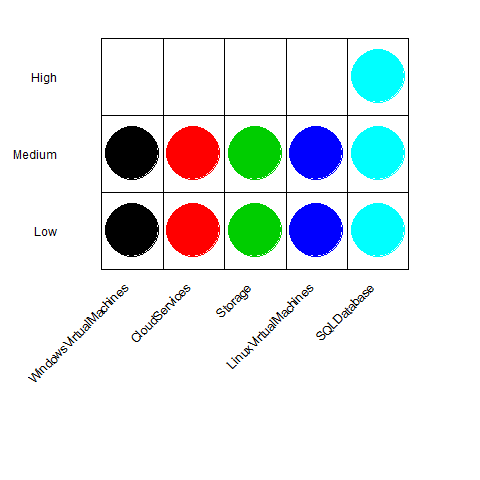 High
Medium
Low
WindowsVirtualMachines
CloudServices
Storage
LinuxVirtualMachines
SQLDatabase